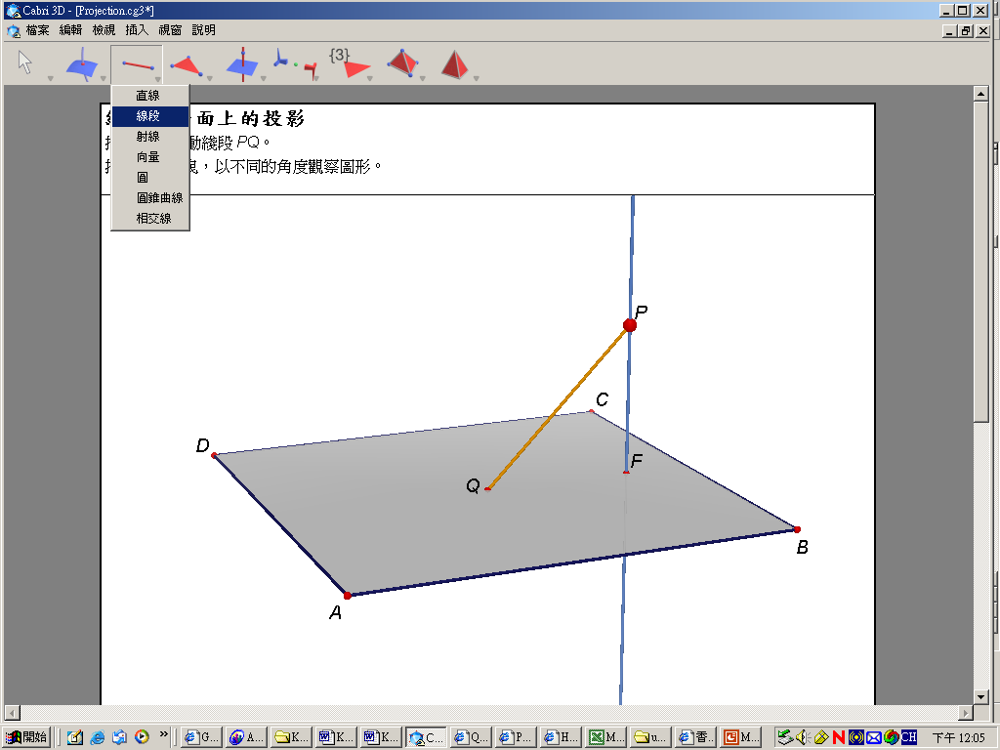 Cabri 3D - [Projection.cg3*]
檔案 編輯 檢視 插入 視窗 說明
{3}
直線
線段
射線
向量
圓
圓錐曲線
相交線
面上的投影
動綫段 PQ。
,以不同的角度觀察圖形。
P
C
D
F
Q
B
A
開始 » G... A... K... K... K... C... Q... P... H... M... u... 香... M... CH 下午 12:05